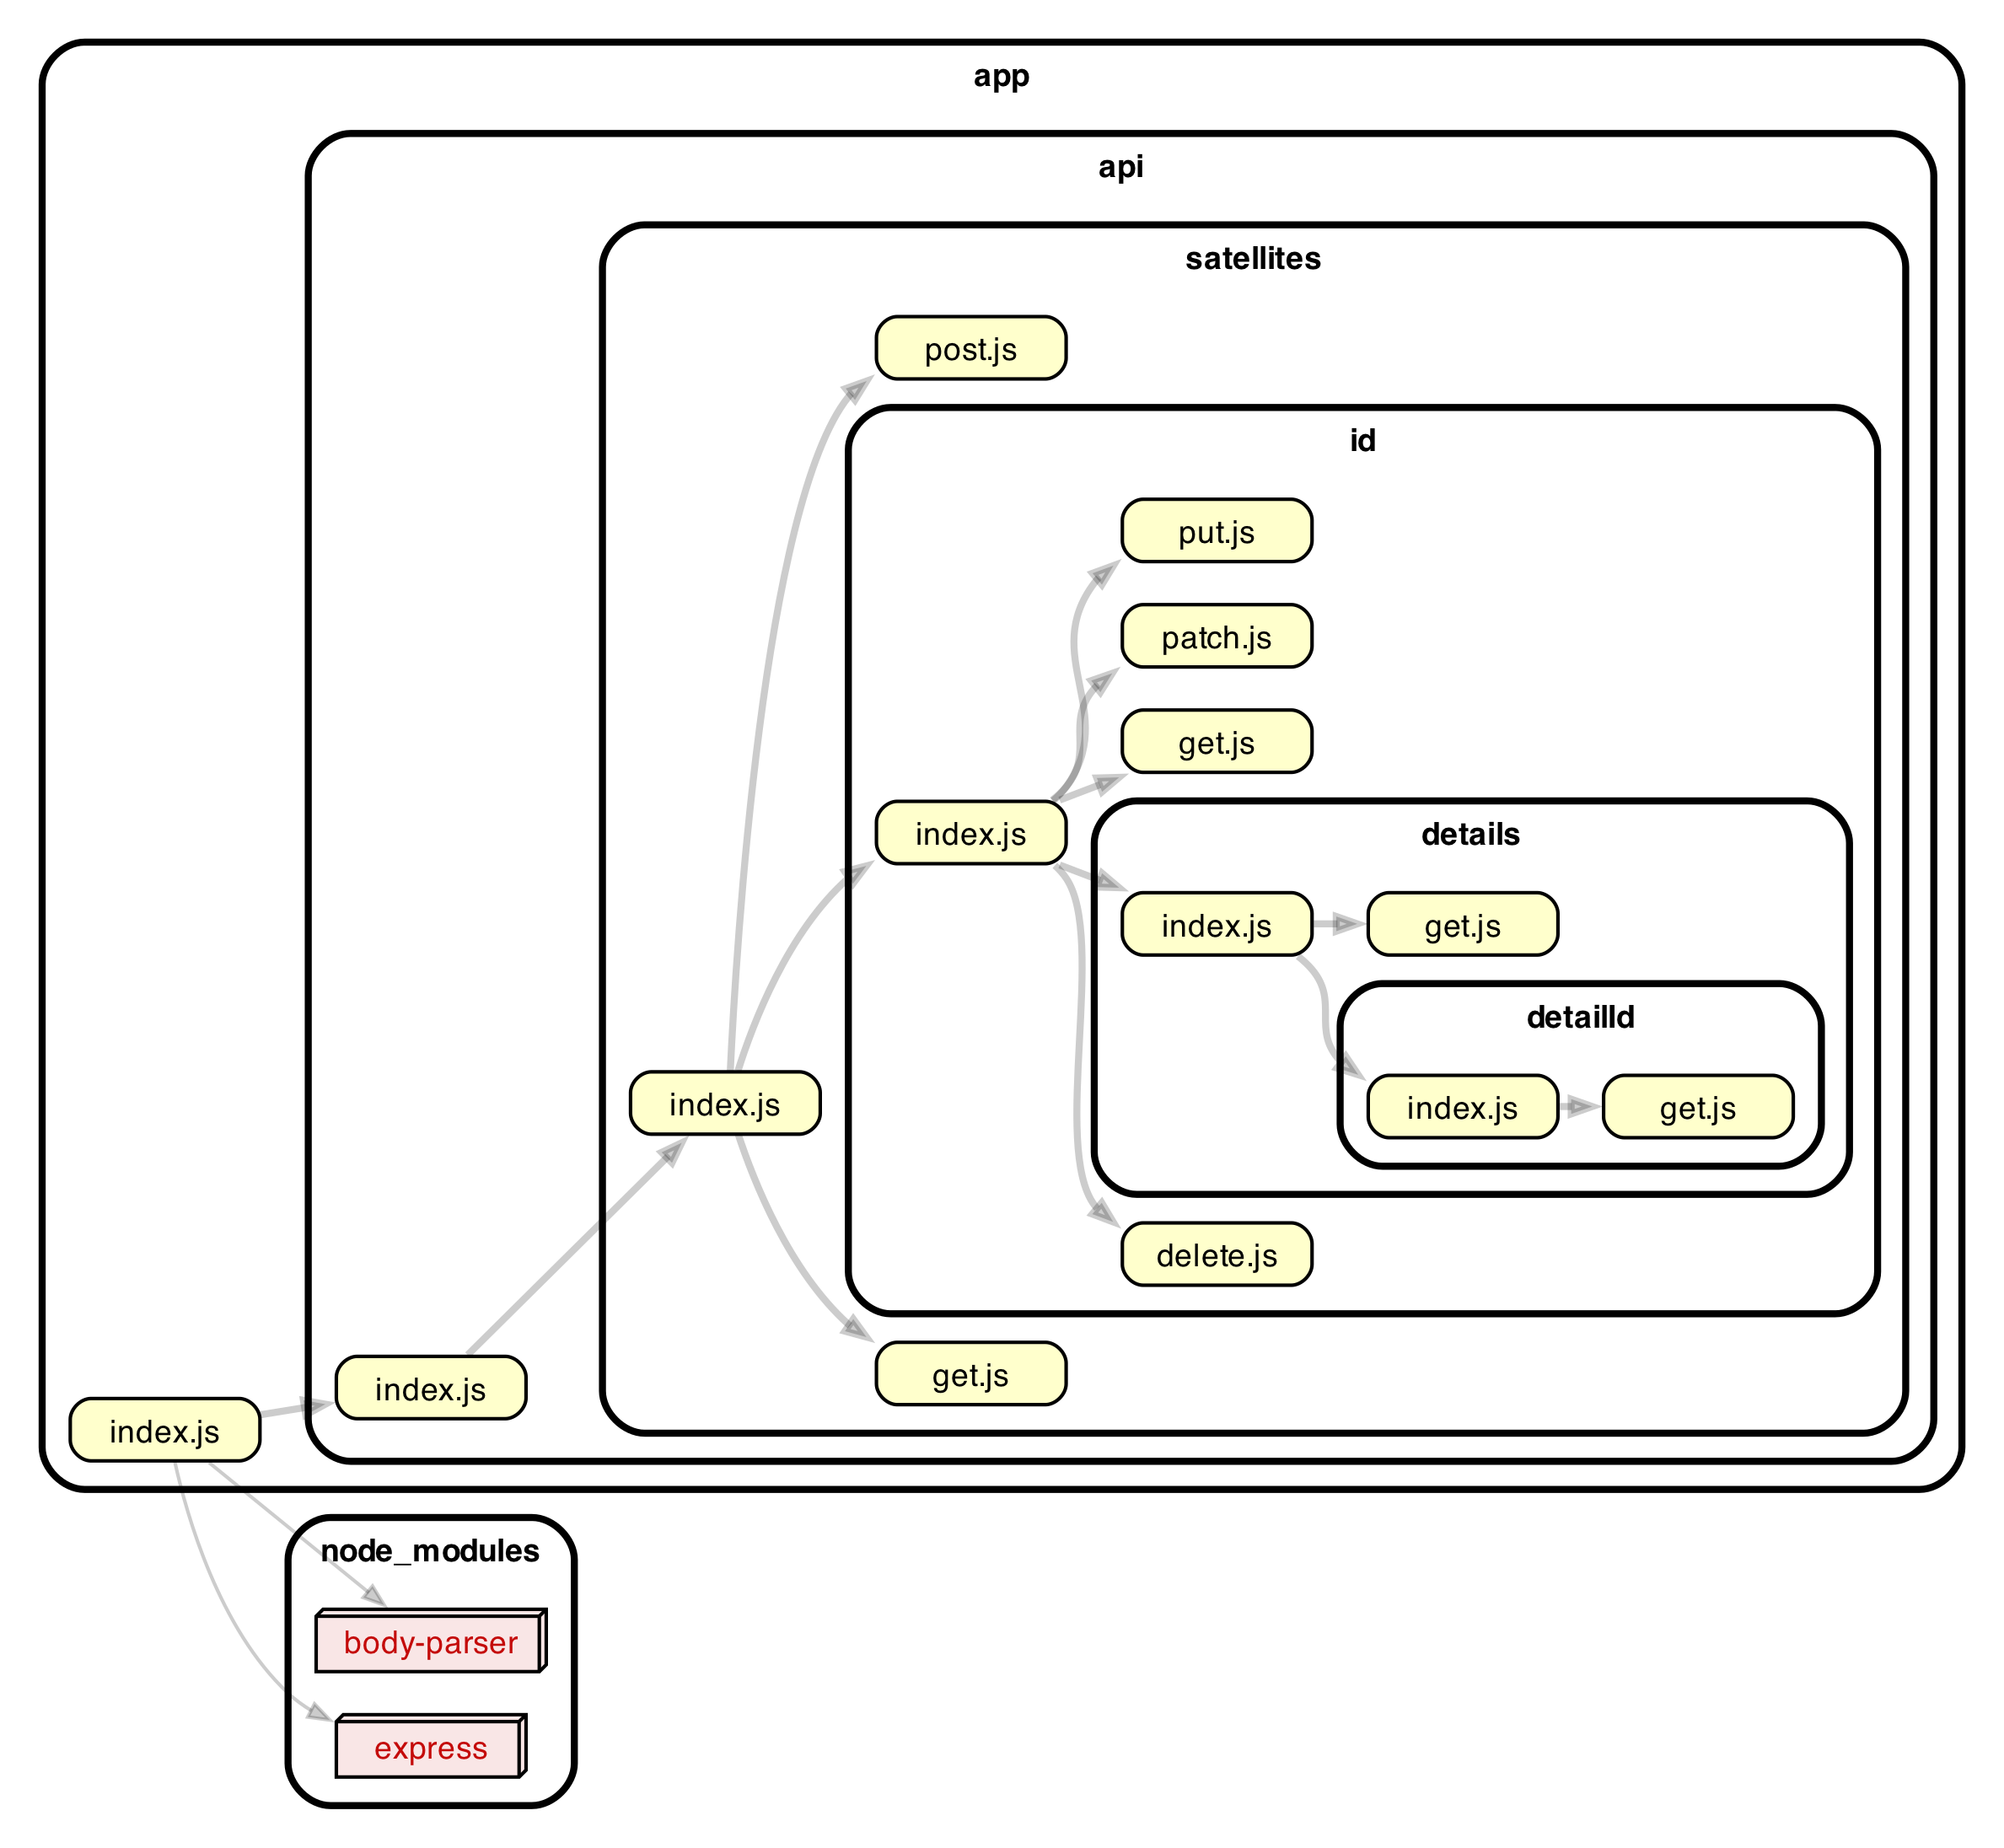 app
api
satellites
post.js
id
put.js
patch.js
get.js
index.js
details
index.js
get.js
detailId
index.js
index.js
get.js
delete.js
get.js
index.js
index.js
node_modules
body-parser
express